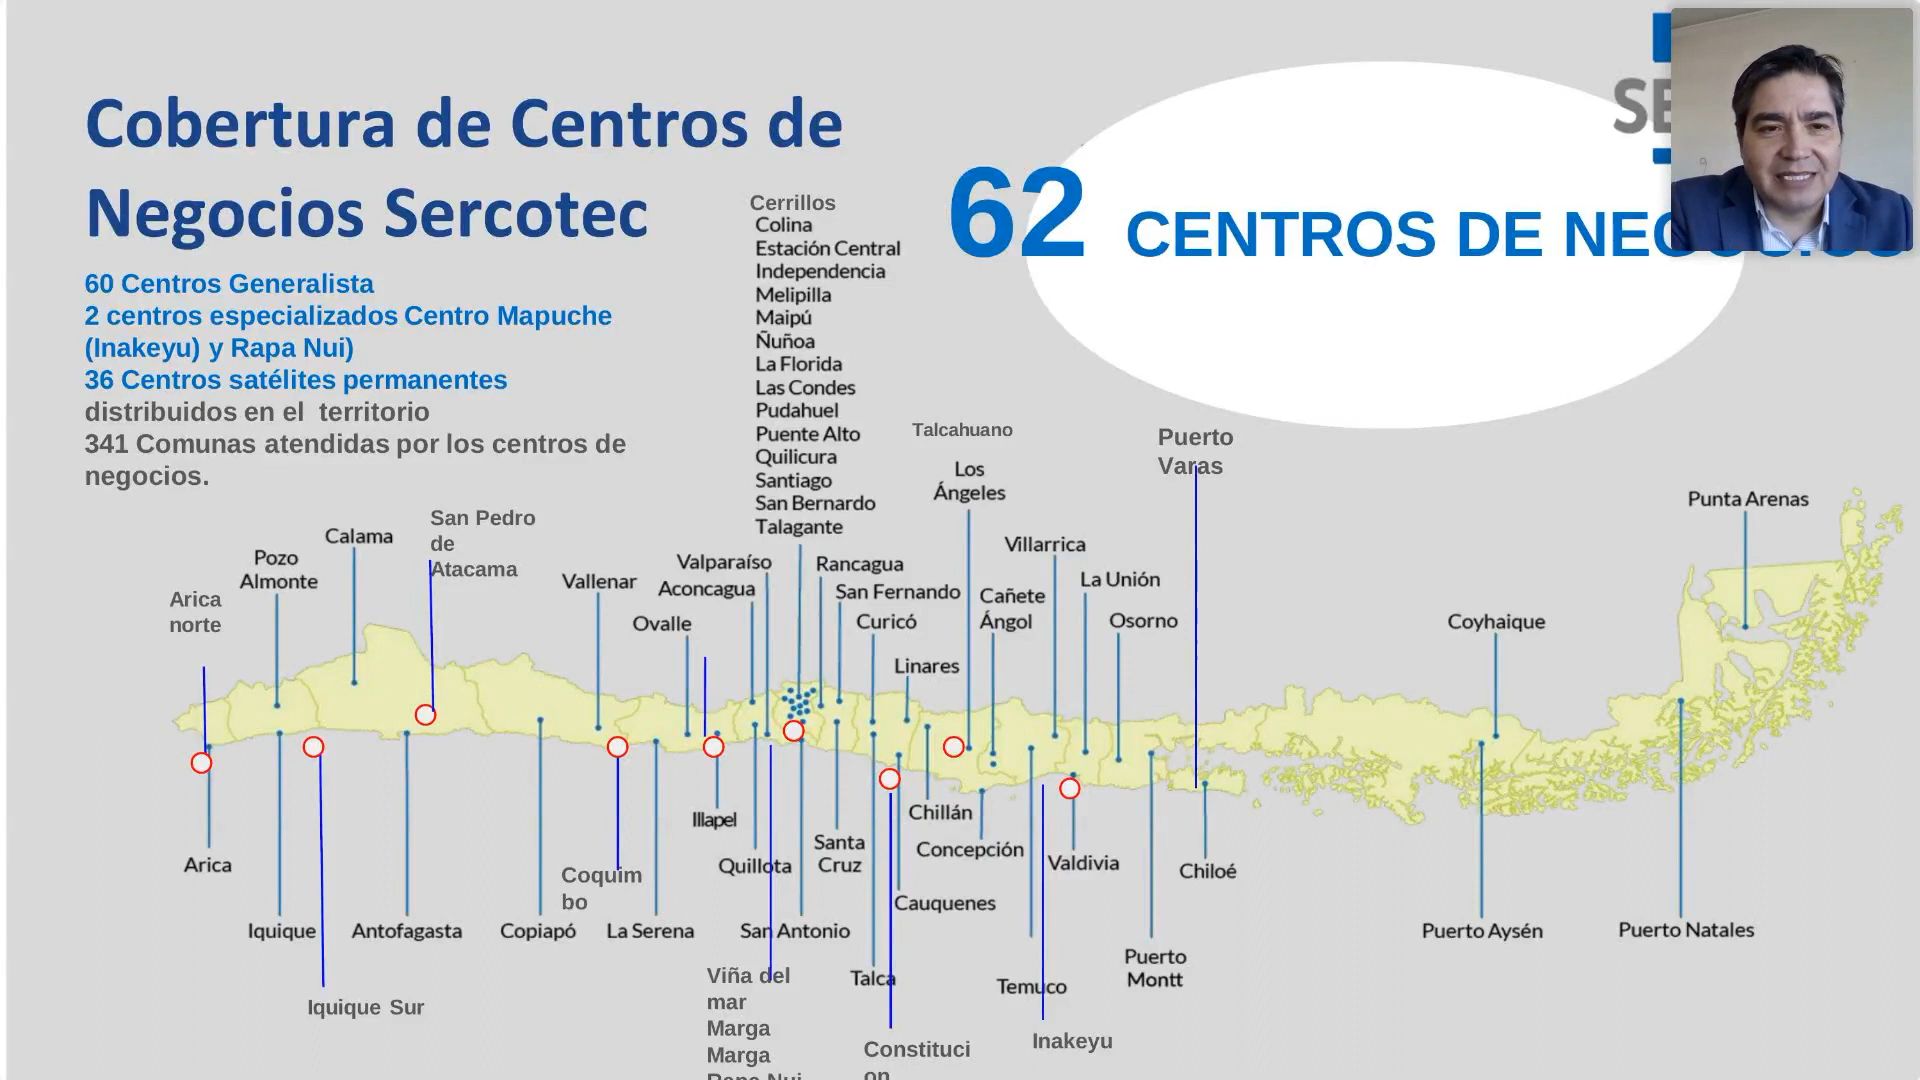 Cobertura de Centros de
Negocios Sercotec
60 Centros Generalista
2 centros especializados Centro Mapuche
(Inakeyu) y Rapa Nui)
36 Centros satélites permanentes
distribuidos en el territorio
341 Comunas atendidas por los centros de
negocios.
62 CENTROS DE
Cerrillos
Colina
Estación Central
Independencia
Melipilla
Maipú
Ñuñoa
La Florida
Las Condes
Pudahuel
Puente Alto
Quilicura
Santiago
San Bernardo
Talagante
Talcahuano
Los
Ángeles
Puerto
Varas
Punta Arenas
San Pedro
de
Atacama
Calama
Pozo
Almonte
Arica
norte
Vallenar
Valparaíso
Aconcagua
Ovalle
Rancagua
San Fernando
Curicó
Linares
Villarrica
Cañete
Ángol
La Unión
Osorno
Coyhaique
Illapel
Chillán
Santa
Cruz
Concepción
Arica
Quillota
Valdivia
Chiloé
Coquim
bo
Cauquenes
Iquique
Antofagasta
Copiapó
La Serena
San Antonio
Puerto Aysén
Puerto Natales
Puerto
Montt
Viña del
mar
Marga
Marga
Rapa Nui
Talca
Temuco
Iquique Sur
Constituci
on
Inakeyu